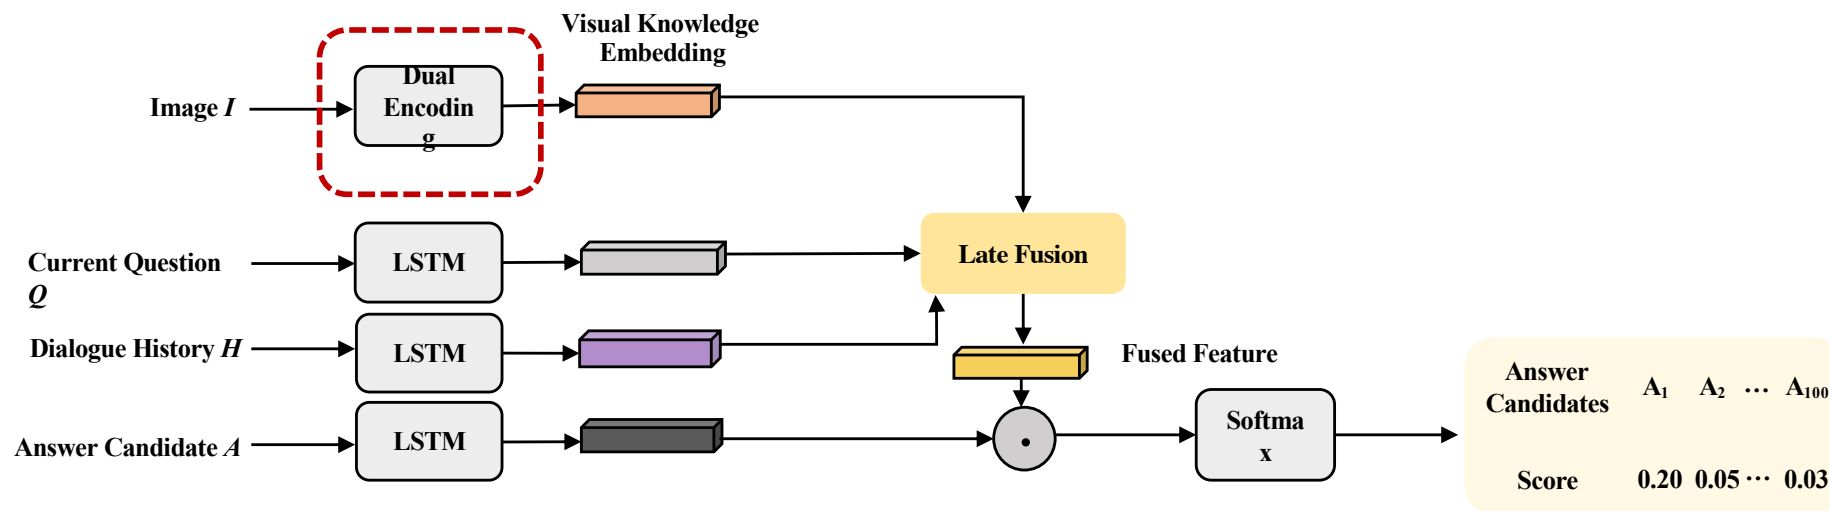 Visual Knowledge
Embedding
Dual
Encodin
g
Image I
Current Question
Q
LSTM
Late Fusion
Dialogue History H
LSTM
Fused Feature
Answer Candidate A
LSTM
Softma
x
Answer
Candidates
A₁ A₂ ··· A₁₀₀
Score 0.20 0.05 ··· 0.03